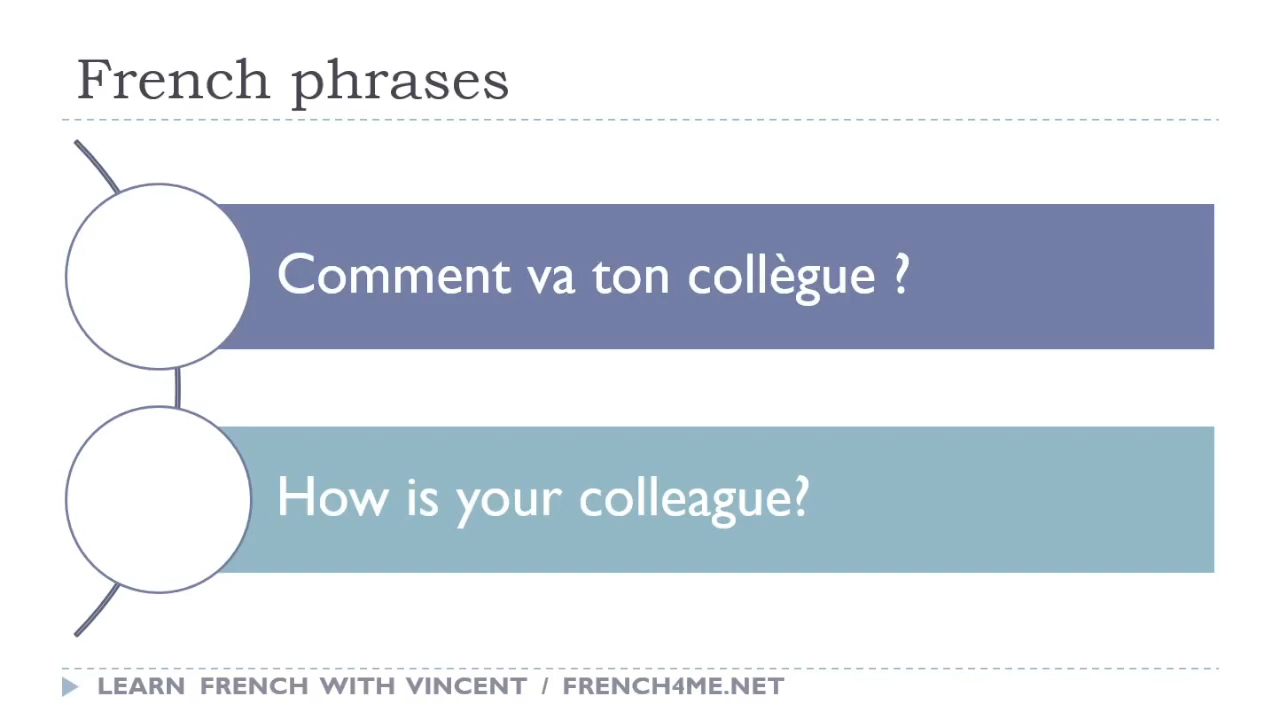 French phrases
Comment va ton collègue ?
How is your colleague?
LEARN FRENCH WITH VINCENT / FRENCH4ME.NET